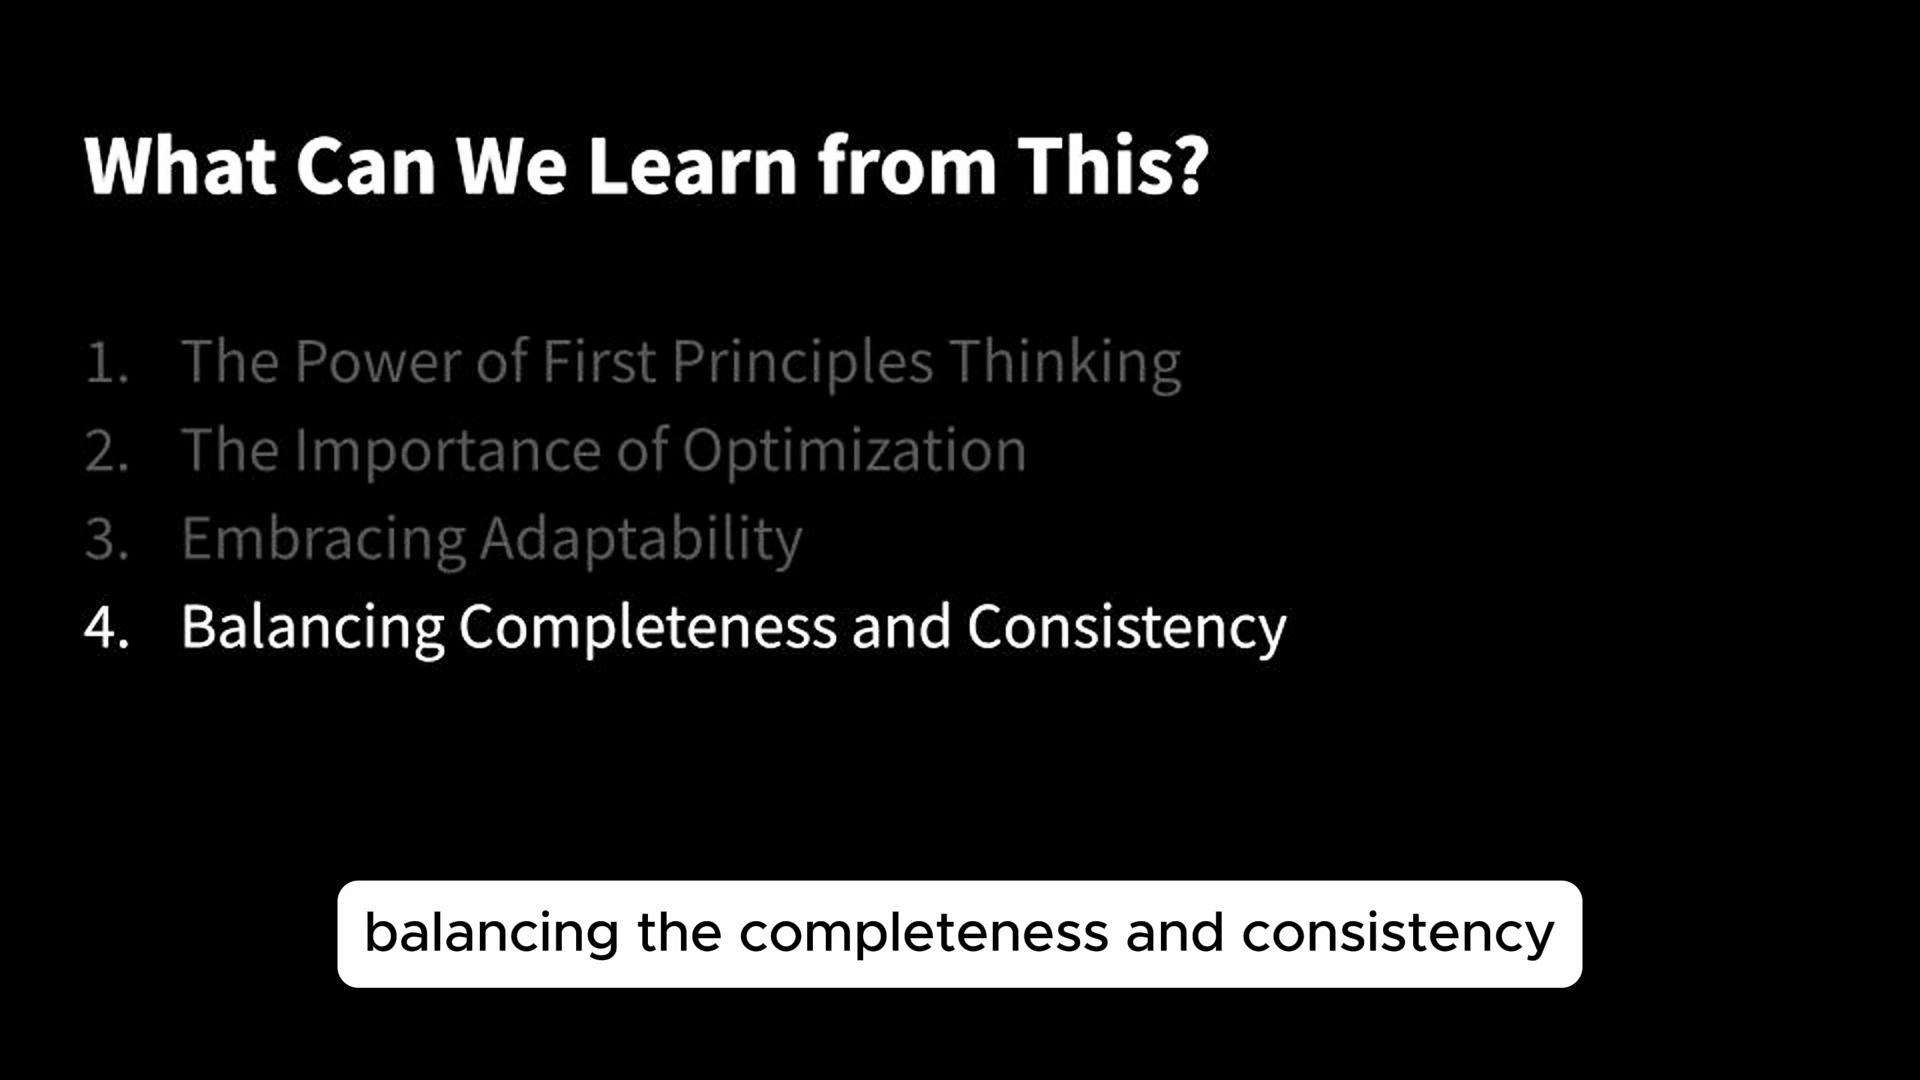 What Can We Learn from This?
1. The Power of First Principles Thinking
2. The Importance of Optimization
3. Embracing Adaptability
4. Balancing Completeness and Consistency
balancing the completeness and consistency